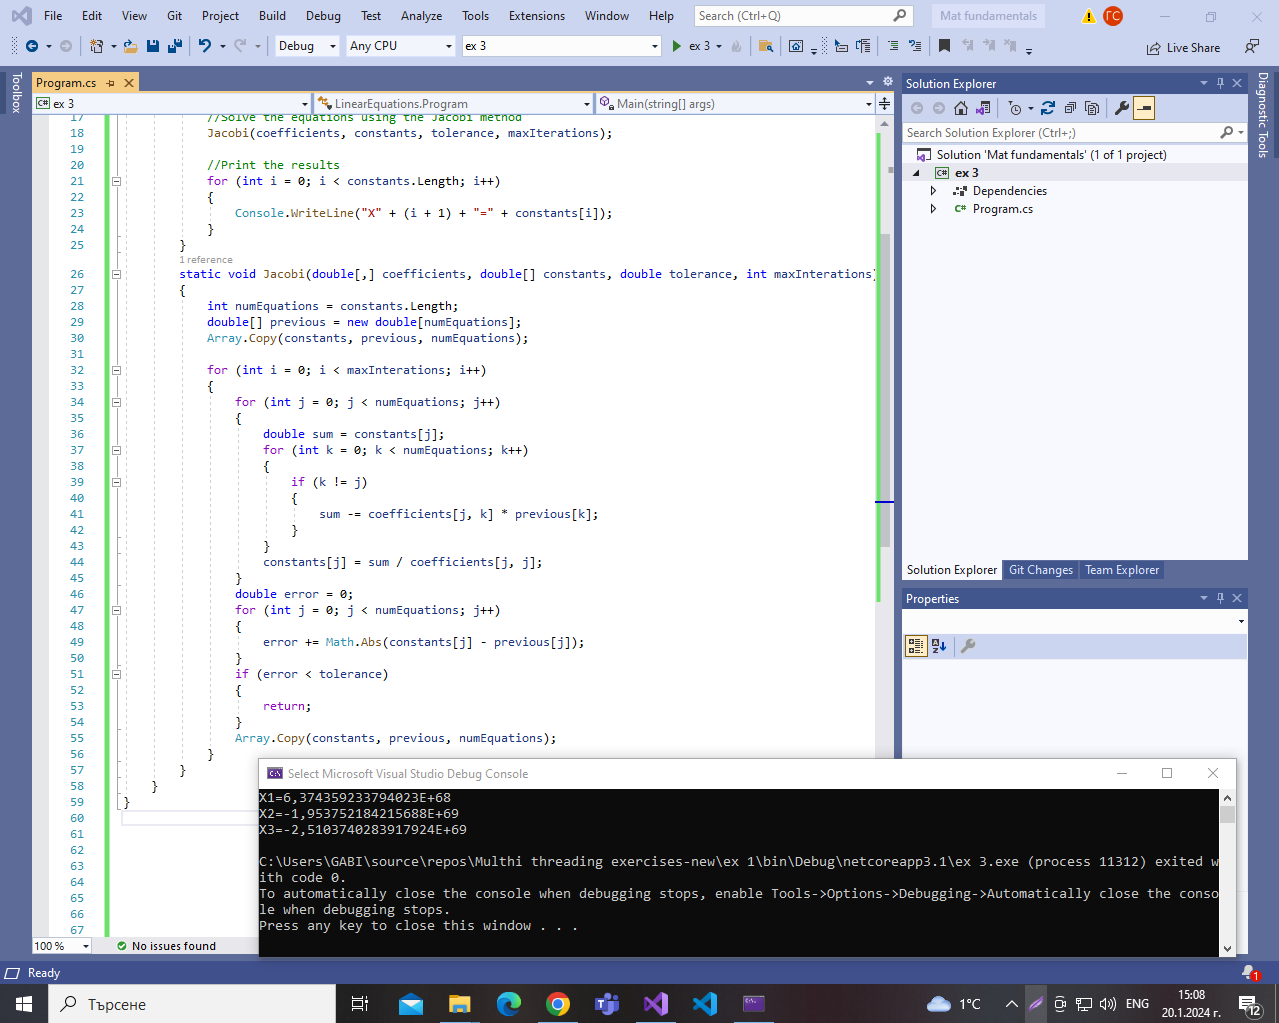 File Edit View Git Project Build Debug Test Analyze Tools Extensions Window Help Search (Ctrl+Q) Mat fundamentals ГС
Debug Any CPU ex 3 ex 3 Live Share
Toolbox
Program.cs
ex 3 LinearEquations.Program Main(string[] args)
17 //Solve the equations using the Jacobi method
18 Jacobi(coefficients, constants, tolerance, maxIterations);
19
20 //Print the results
21 for (int i = 0; i < constants.Length; i++)
22 {
23 Console.WriteLine("X" + (i + 1) + "=" + constants[i]);
24 }
25 }
1 reference
26 static void Jacobi(double[,] coefficients, double[] constants, double tolerance, int maxInterations)
27 {
28 int numEquations = constants.Length;
29 double[] previous = new double[numEquations];
30 Array.Copy(constants, previous, numEquations);
31
32 for (int i = 0; i < maxInterations; i++)
33 {
34 for (int j = 0; j < numEquations; j++)
35 {
36 double sum = constants[j];
37 for (int k = 0; k < numEquations; k++)
38 {
39 if (k != j)
40 {
41 sum -= coefficients[j, k] * previous[k];
42 }
43 }
44 constants[j] = sum / coefficients[j, j];
45 }
46 double error = 0;
47 for (int j = 0; j < numEquations; j++)
48 {
49 error += Math.Abs(constants[j] - previous[j]);
50 }
51 if (error < tolerance)
52 {
53 return;
54 }
55 Array.Copy(constants, previous, numEquations);
56 }
57 }
58 }
59 }
60
61
62
63
64
65
66
67
100 % No issues found
Solution Explorer
Search Solution Explorer (Ctrl+;)
Solution 'Mat fundamentals' (1 of 1 project)
C# ex 3
Dependencies
C# Program.cs
Solution Explorer Git Changes Team Explorer
Properties
Diagnostic Tools
Select Microsoft Visual Studio Debug Console
X1=6,374359233794023E+68
X2=-1,953752184215688E+69
X3=-2,5103740283917924E+69
C:\Users\GABI\source\repos\Multhi threading exercises-new\ex 1\bin\Debug\netcoreapp3.1\ex 3.exe (process 11312) exited w
ith code 0.
To automatically close the console when debugging stops, enable Tools->Options->Debugging->Automatically close the conso
le when debugging stops.
Press any key to close this window . . .
Ready 1
Търсене 1°C ENG 15:08
20.1.2024 г. 12